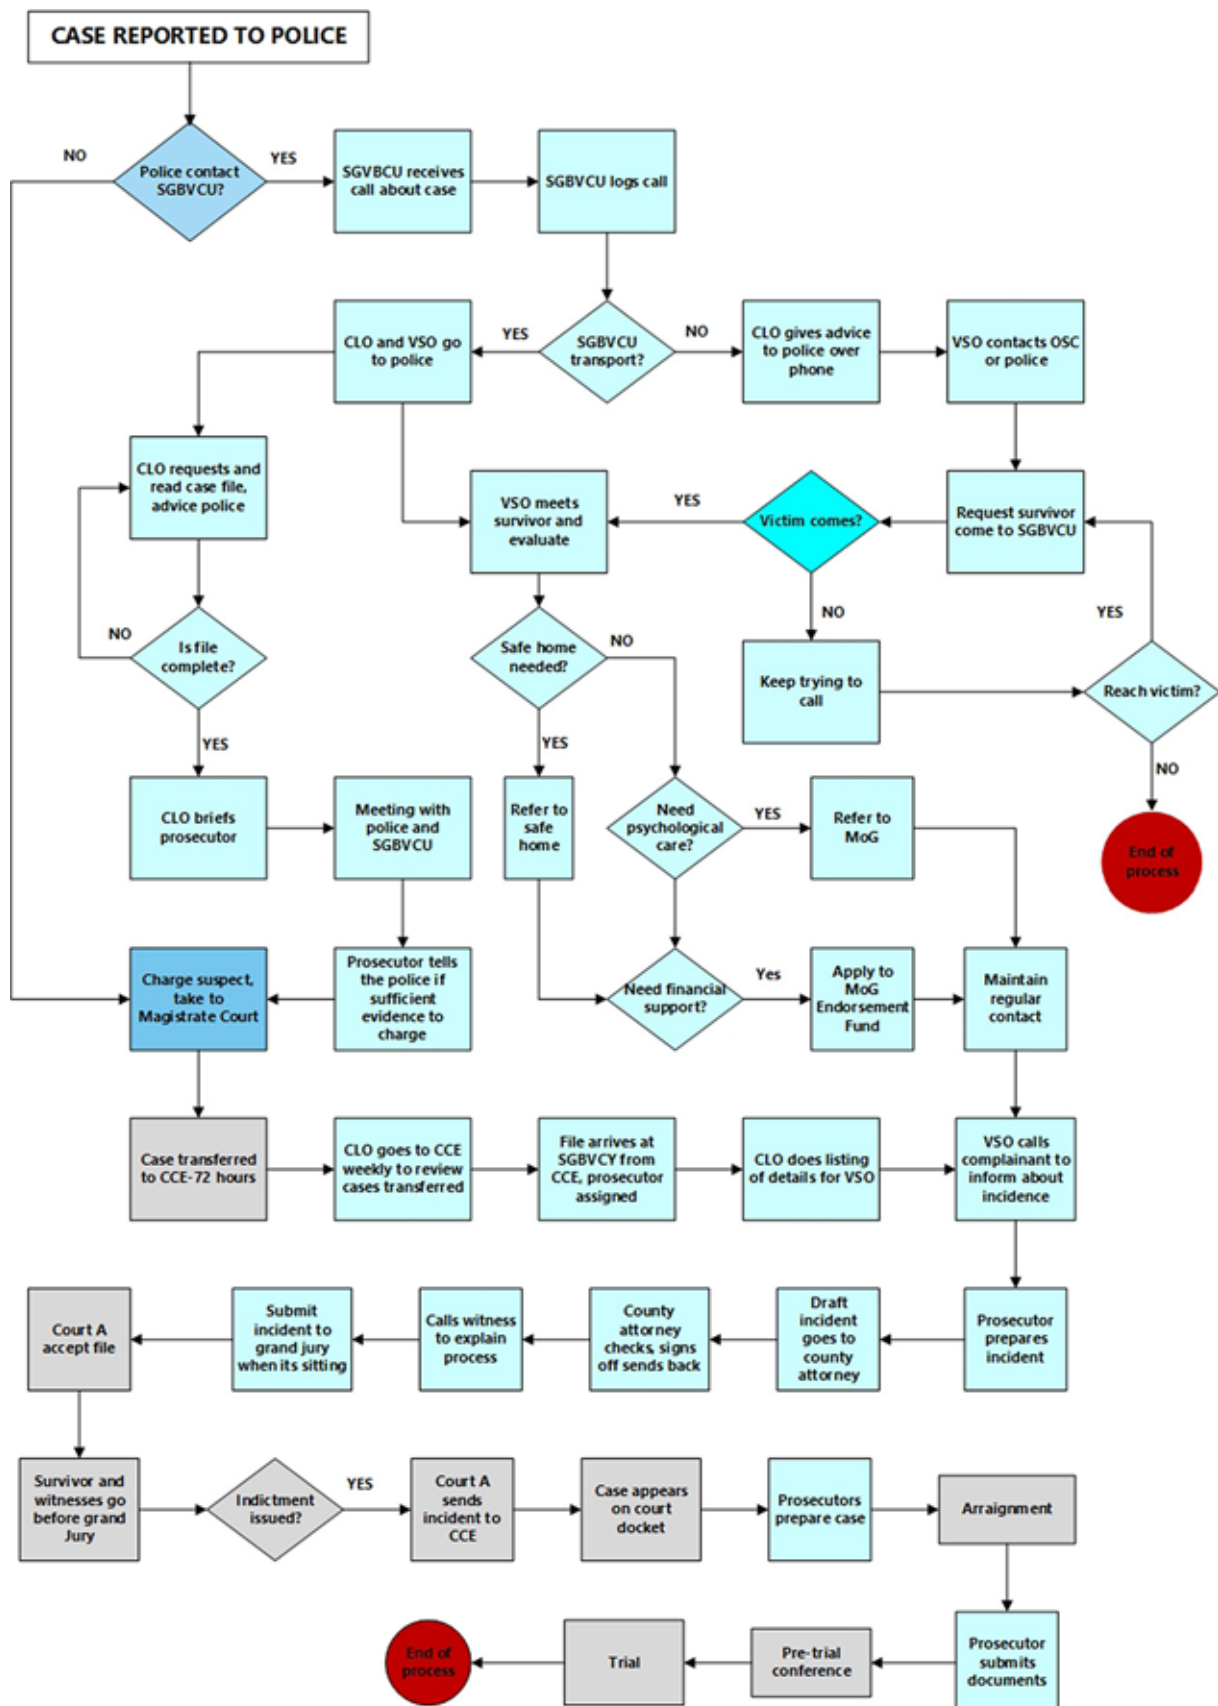 CASE REPORTED TO POLICE
NO
Police contact
SGBVCU?
YES
SGVBCU receives
call about case
SGBVCU logs call
CLO and VSO go
to police
YES
SGBVCU
transport?
NO
CLO gives advice
to police over
phone
VSO contacts OSC
or police
CLO requests and
read case file,
advice police
VSO meets
survivor and
evaluate
YES
Victim comes?
Request survivor
come to SGBVCU
NO
YES
NO
Is file
complete?
Safe home
needed?
NO
Keep trying to
call
Reach victim?
YES
YES
NO
CLO briefs
prosecutor
Meeting with
police and
SGBVCU
Refer to
safe
home
Need
psychological
care?
YES
Refer to
MoG
End of
process
Charge suspect,
take to
Magistrate Court
Prosecutor tells
the police if
sufficient
evidence to
charge
Need financial
support?
Yes
Apply to
MoG
Endorsement
Fund
Maintain
regular
contact
Case transferred
to CCE-72 hours
CLO goes to CCE
weekly to review
cases transferred
File arrives at
SGBVCY from
CCE, prosecutor
assigned
CLO does listing
of details for VSO
VSO calls
complainant to
inform about
incidence
Court A
accept file
Submit
incident to
grand jury
when its sitting
Calls witness
to explain
process
County
attorney
checks, signs
off sends back
Draft
incident goes
to county
attorney
Prosecutor
prepares
incident
Survivor and
witnesses go
before grand
Jury
Indictment
issued?
YES
Court A
sends
incident to
CCE
Case appears
on court
docket
Prosecutors
prepare case
Arraignment
End of
process
Trial
Pre-trial
conference
Prosecutor
submits
documents